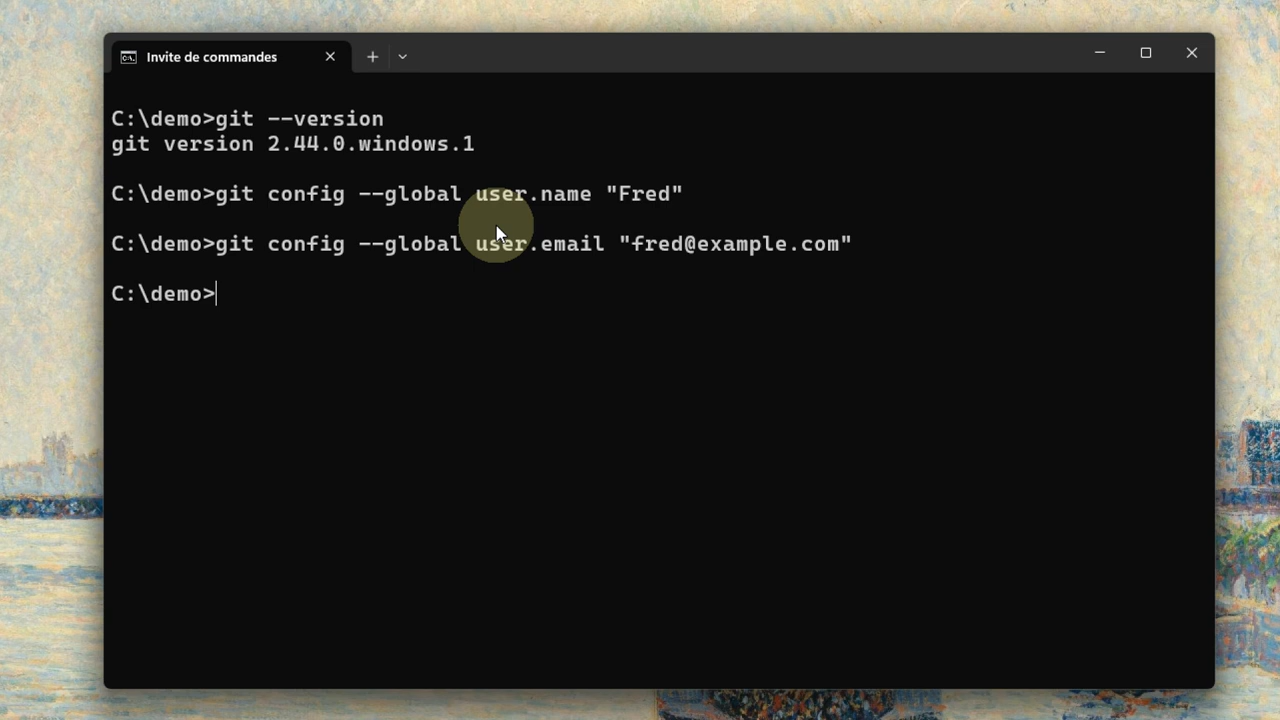 Invite de commandes
C:\demo>git --version
git version 2.44.0.windows.1
C:\demo>git config --global user.name "Fred"
C:\demo>git config --global user.email "fred@example.com"
C:\demo>